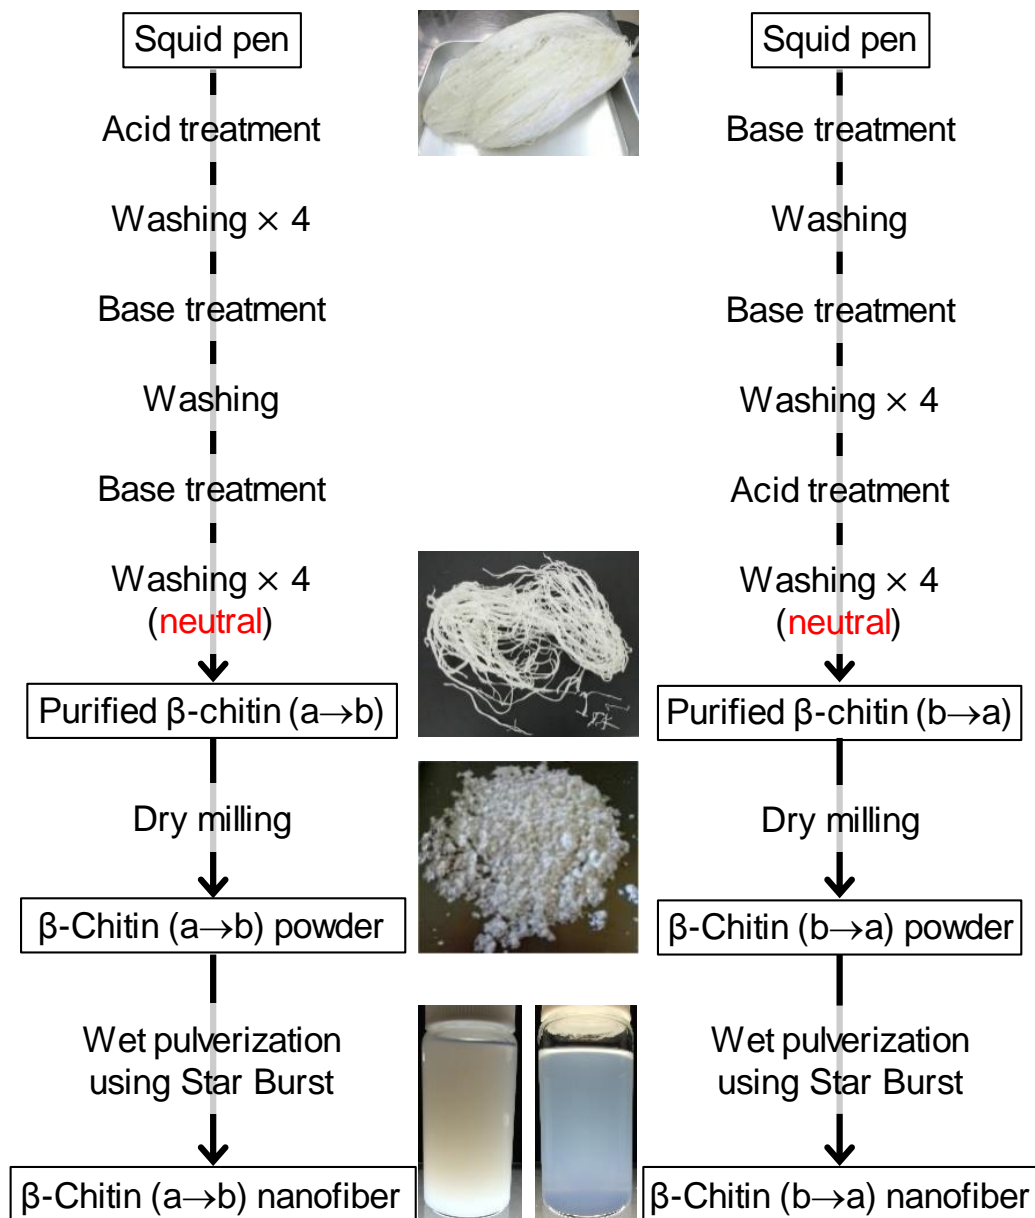 Squid pen
Acid treatment
Washing × 4
Base treatment
Washing
Base treatment
Washing × 4
(neutral)
Purified β-chitin (a→b)
Dry milling
β-Chitin (a→b) powder
Wet pulverization
using Star Burst
β-Chitin (a→b) nanofiber
Squid pen
Base treatment
Washing
Base treatment
Washing × 4
Acid treatment
Washing × 4
(neutral)
Purified β-chitin (b→a)
Dry milling
β-Chitin (b→a) powder
Wet pulverization
using Star Burst
β-Chitin (b→a) nanofiber